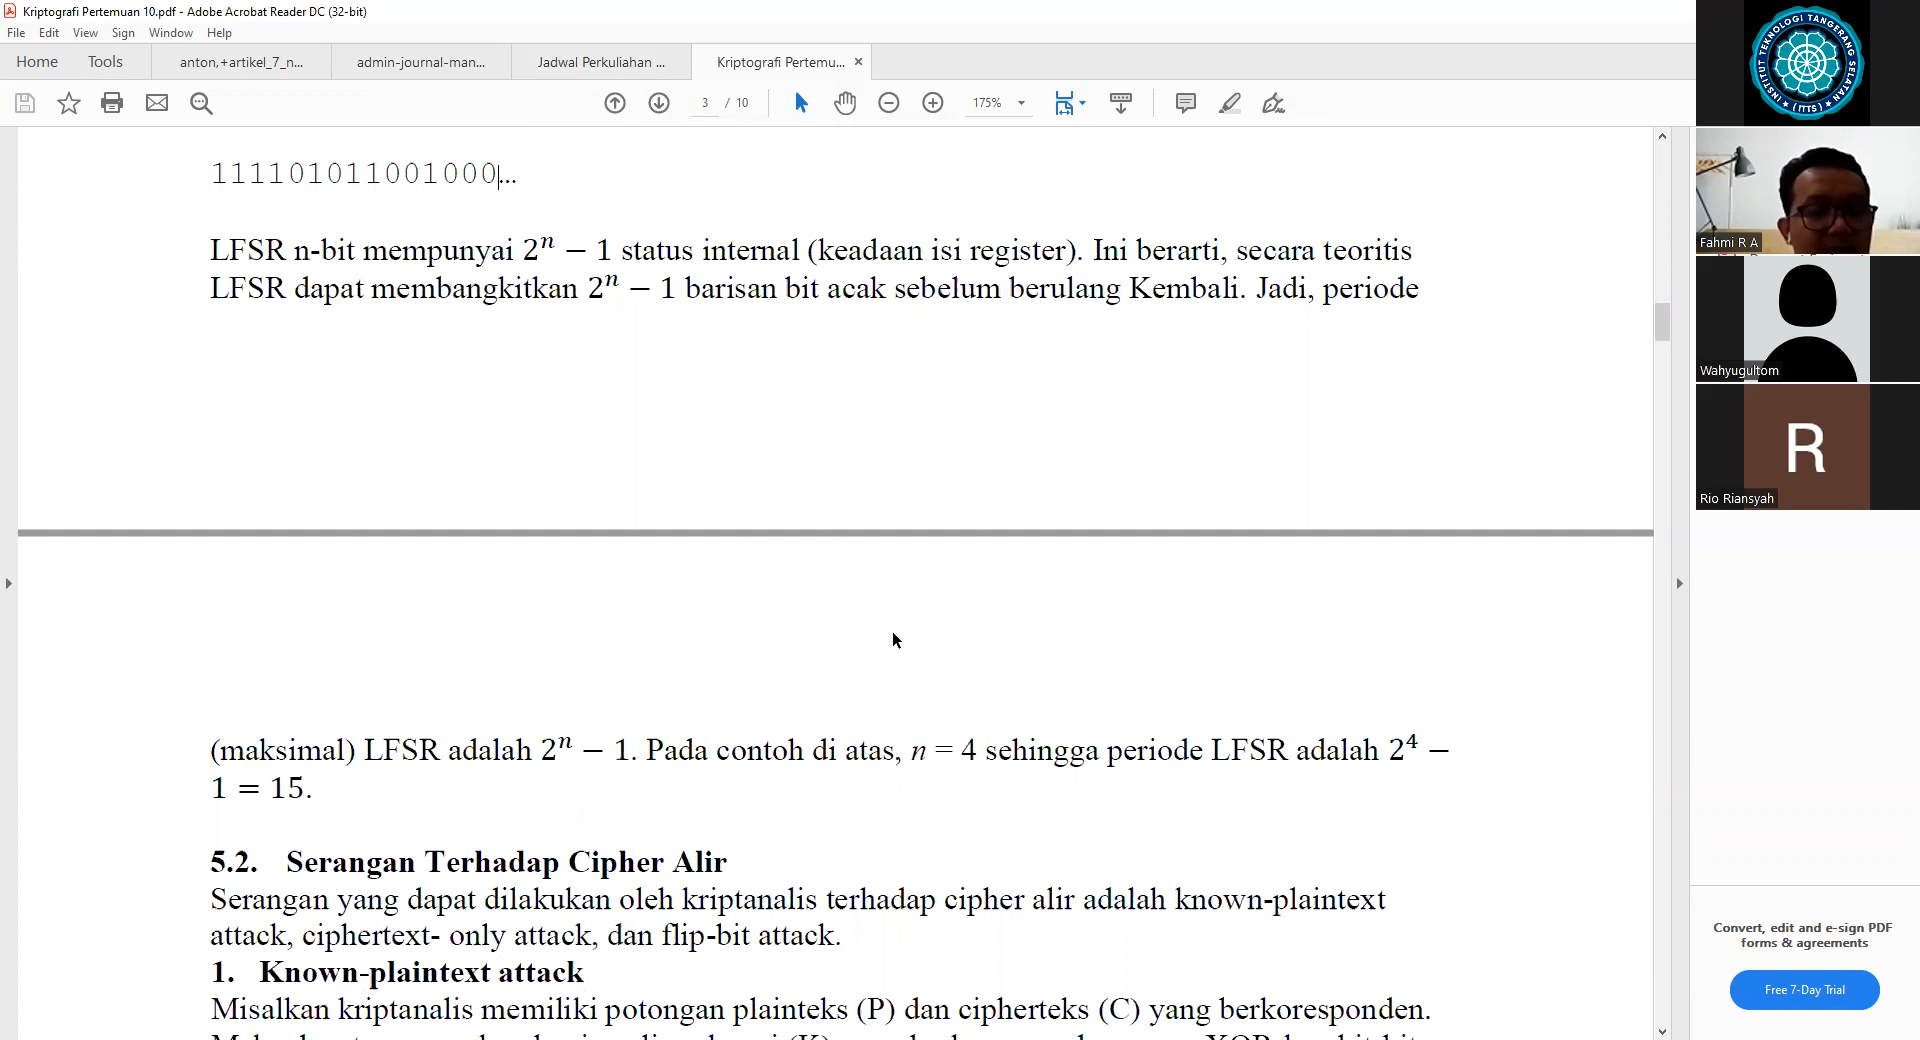 Kriptografi Pertemuan 10.pdf - Adobe Acrobat Reader DC (32-bit)
File Edit View Sign Window Help
Home Tools anton,+artikel_7_n... admin-journal-man... Jadwal Perkuliahan ... Kriptografi Pertemu... ×
3 / 10 175%
111101011001000...
LFSR n-bit mempunyai 2ⁿ − 1 status internal (keadaan isi register). Ini berarti, secara teoritis
LFSR dapat membangkitkan 2ⁿ − 1 barisan bit acak sebelum berulang Kembali. Jadi, periode
(maksimal) LFSR adalah 2ⁿ − 1. Pada contoh di atas, n = 4 sehingga periode LFSR adalah 2⁴ −
1 = 15.
5.2. Serangan Terhadap Cipher Alir
Serangan yang dapat dilakukan oleh kriptanalis terhadap cipher alir adalah known-plaintext
attack, ciphertext- only attack, dan flip-bit attack.
1. Known-plaintext attack
Misalkan kriptanalis memiliki potongan plainteks (P) dan cipherteks (C) yang berkoresponden.
INSTITUT TEKNOLOGI TANGERANG SELATAN
(ITTS)
Fahmi R A
Wahyugultom
R
Rio Riansyah
Convert, edit and e-sign PDF
forms & agreements
Free 7-Day Trial